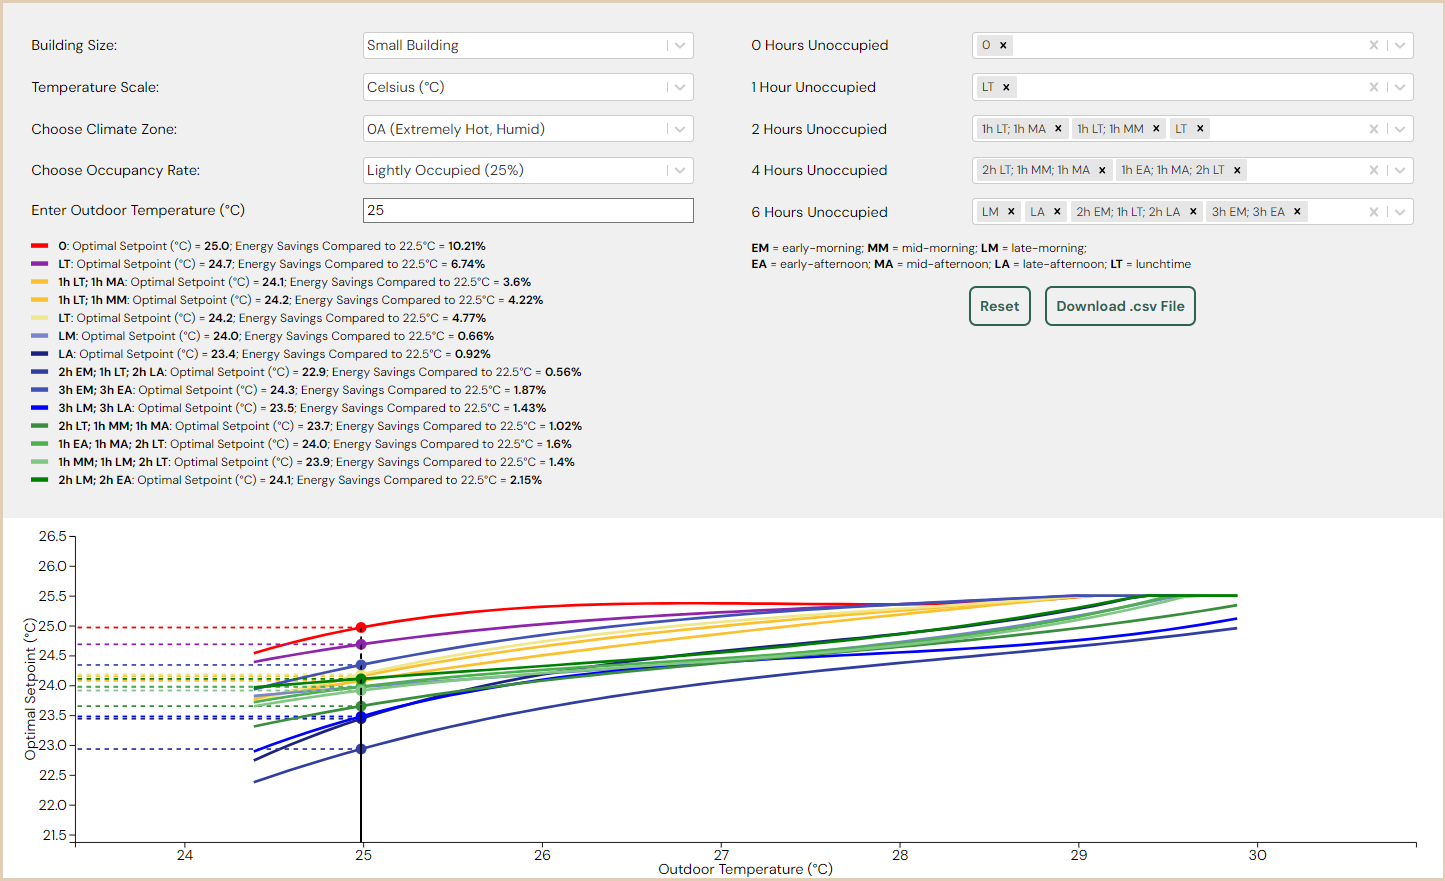 Building Size:
Small Building
Temperature Scale:
Celsius (°C)
Choose Climate Zone:
0A (Extremely Hot, Humid)
Choose Occupancy Rate:
Lightly Occupied (25%)
Enter Outdoor Temperature (°C)
25
0 Hours Unoccupied
0 ×
1 Hour Unoccupied
LT ×
2 Hours Unoccupied
1h LT; 1h MA × 1h LT; 1h MM × LT ×
4 Hours Unoccupied
2h LT; 1h MM; 1h MA × 1h EA; 1h MA; 2h LT ×
6 Hours Unoccupied
LM × LA × 2h EM; 1h LT; 2h LA × 3h EM; 3h EA ×
EM = early-morning; MM = mid-morning; LM = late-morning;
EA = early-afternoon; MA = mid-afternoon; LA = late-afternoon; LT = lunchtime
Reset
Download .csv File
0: Optimal Setpoint (°C) = 25.0; Energy Savings Compared to 22.5°C = 10.21%
LT: Optimal Setpoint (°C) = 24.7; Energy Savings Compared to 22.5°C = 6.74%
1h LT; 1h MA: Optimal Setpoint (°C) = 24.1; Energy Savings Compared to 22.5°C = 3.6%
1h LT; 1h MM: Optimal Setpoint (°C) = 24.2; Energy Savings Compared to 22.5°C = 4.22%
LT: Optimal Setpoint (°C) = 24.2; Energy Savings Compared to 22.5°C = 4.77%
LM: Optimal Setpoint (°C) = 24.0; Energy Savings Compared to 22.5°C = 0.66%
LA: Optimal Setpoint (°C) = 23.4; Energy Savings Compared to 22.5°C = 0.92%
2h EM; 1h LT; 2h LA: Optimal Setpoint (°C) = 22.9; Energy Savings Compared to 22.5°C = 0.56%
3h EM; 3h EA: Optimal Setpoint (°C) = 24.3; Energy Savings Compared to 22.5°C = 1.87%
3h LM; 3h LA: Optimal Setpoint (°C) = 23.5; Energy Savings Compared to 22.5°C = 1.43%
2h LT; 1h MM; 1h MA: Optimal Setpoint (°C) = 23.7; Energy Savings Compared to 22.5°C = 1.02%
1h EA; 1h MA; 2h LT: Optimal Setpoint (°C) = 24.0; Energy Savings Compared to 22.5°C = 1.6%
1h MM; 1h LM; 2h LT: Optimal Setpoint (°C) = 23.9; Energy Savings Compared to 22.5°C = 1.4%
2h LM; 2h EA: Optimal Setpoint (°C) = 24.1; Energy Savings Compared to 22.5°C = 2.15%
Optimal Setpoint (°C)
26.5
26.0
25.5
25.0
24.5
24.0
23.5
23.0
22.5
22.0
21.5
24 25 26 27 28 29 30
Outdoor Temperature (°C)